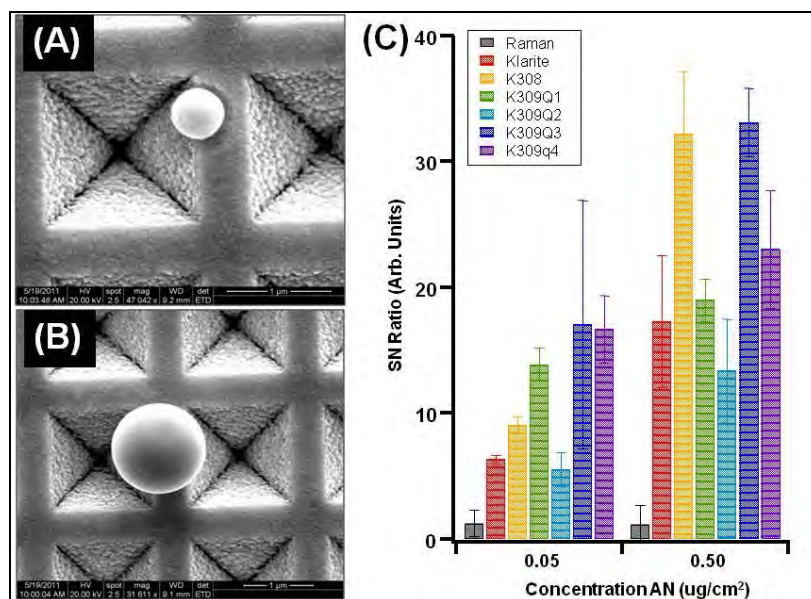 (A)
5/19/2011 HV spot mag WD det
10:03:48 AM 20.00 kV 2.5 47 042 x 9.2 mm ETD 1 µm
(B)
5/19/2011 HV spot mag WD det
10:00:04 AM 20.00 kV 2.5 31 611 x 9.1 mm ETD 1 µm
(C)
40
30
20
10
0
SN Ratio (Arb. Units)
Raman
Klarite
K308
K309Q1
K309Q2
K309Q3
K309q4
0.05 0.50
Concentration AN (ug/cm²)